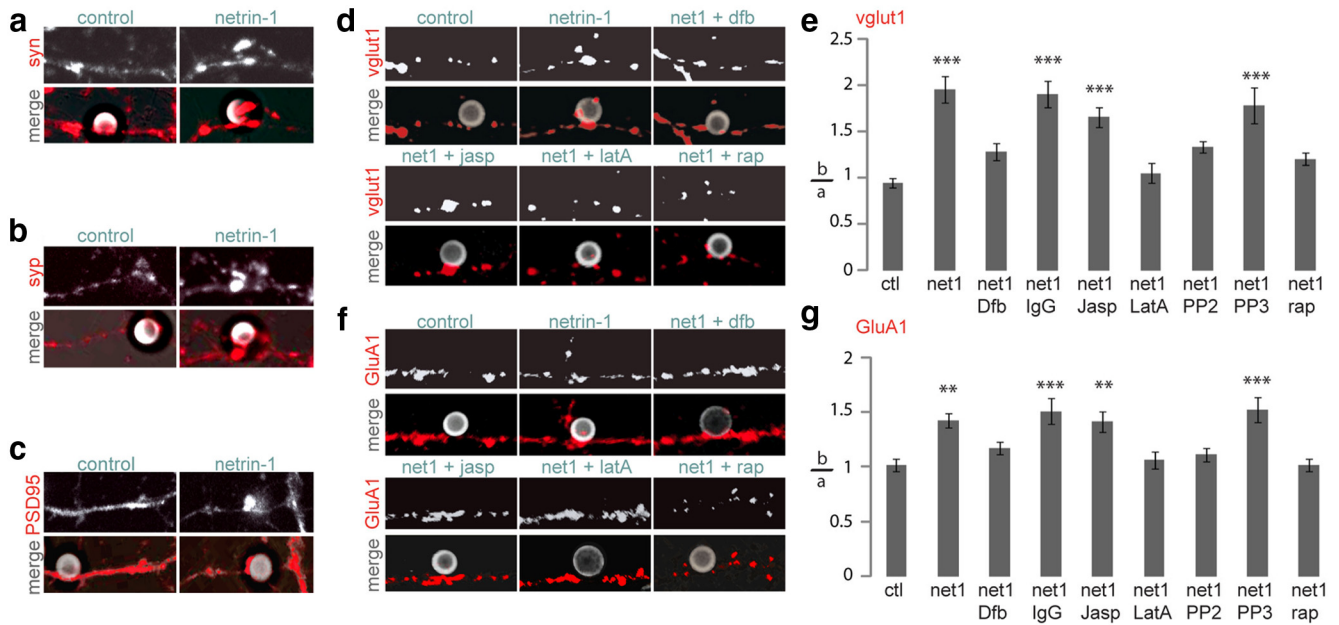 a
control netrin-1
syn
merge
b
control netrin-1
syp
merge
c
control netrin-1
PSD95
merge
d
control netrin-1 net1 + dfb
vglut1
merge
net1 + jasp net1 + latA net1 + rap
vglut1
merge
f
control netrin-1 net1 + dfb
GluA1
merge
net1 + jasp net1 + latA net1 + rap
GluA1
merge
e
vglut1
2.5
2
1.5
1
0.5
0
b
a
*** *** *** ***
ctl net1 net1 net1 net1 net1 net1 net1 net1
Dfb IgG Jasp LatA PP2 PP3 rap
g
GluA1
2
1.5
1
0.5
0
b
a
** *** ** ***
ctl net1 net1 net1 net1 net1 net1 net1 net1
Dfb IgG Jasp LatA PP2 PP3 rap